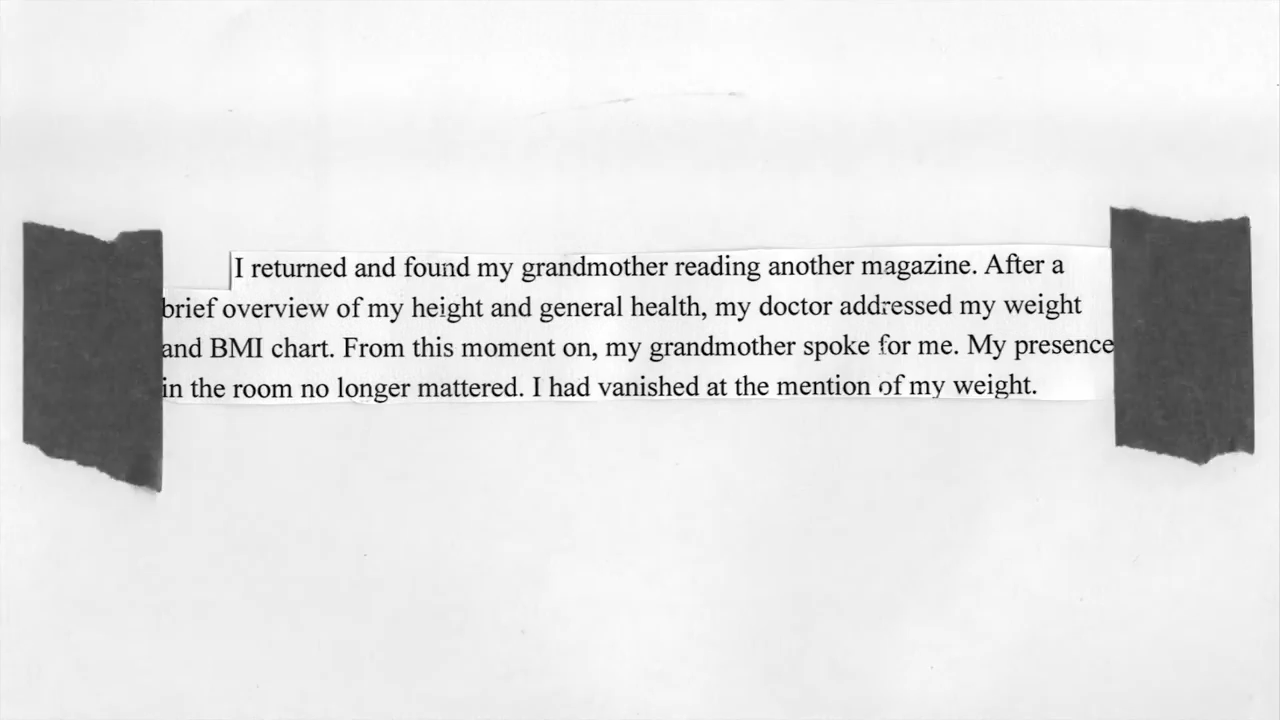 I returned and found my grandmother reading another magazine. After a
brief overview of my height and general health, my doctor addressed my weight
and BMI chart. From this moment on, my grandmother spoke for me. My presence
in the room no longer mattered. I had vanished at the mention of my weight.